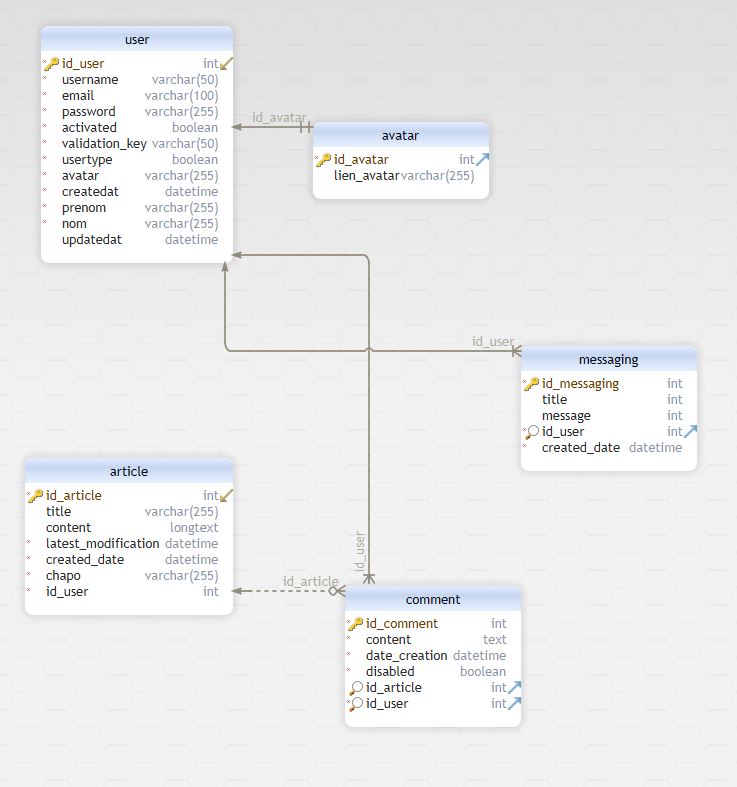 user
id_user int
username varchar(50)
email varchar(100)
password varchar(255)
activated boolean
validation_key varchar(50)
usertype boolean
avatar varchar(255)
createdat datetime
prenom varchar(255)
nom varchar(255)
updatedat datetime
id_avatar
avatar
id_avatar int
lien_avatar varchar(255)
id_user
messaging
id_messaging int
title int
message int
id_user int
created_date datetime
article
id_article int
title varchar(255)
content longtext
latest_modification datetime
created_date datetime
chapo varchar(255)
id_user int
id_article
id_user
comment
id_comment int
content text
date_creation datetime
disabled boolean
id_article int
id_user int